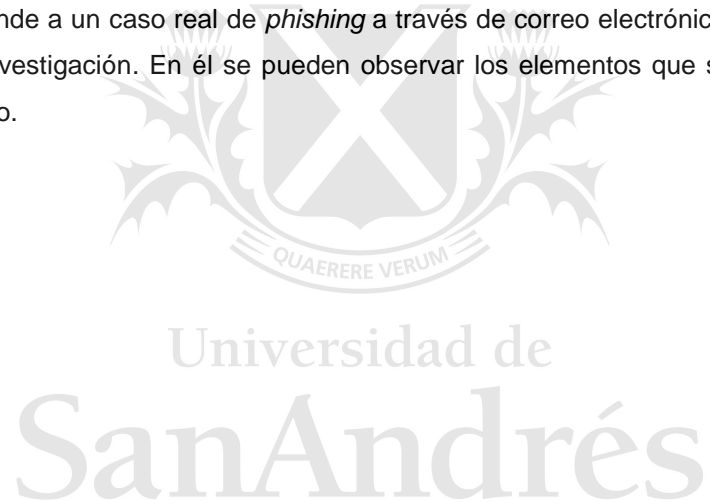 nde a un caso real de phishing a través de correo electrónic
vestigación. En él se pueden observar los elementos que s
o.
QUAERERE VERUM
Universidad de
SanAndrés